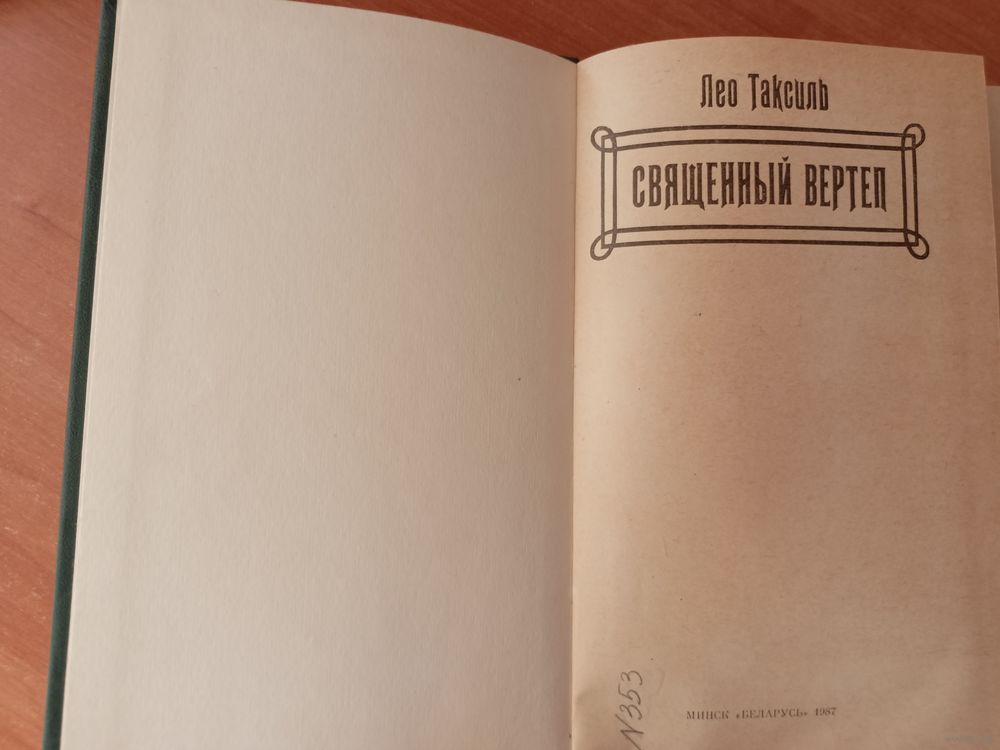 Лео Таксиль
СВЯЩЕННЫЙ ВЕРТЕП
N353
МИНСК «БЕЛАРУСЬ» 1987